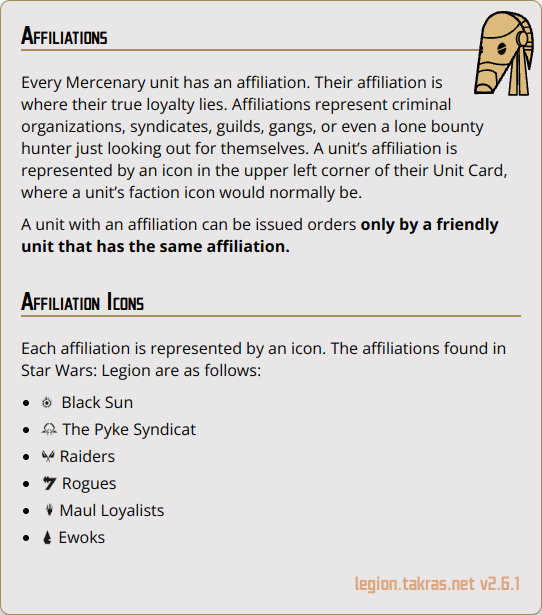 Affiliations
Every Mercenary unit has an affiliation. Their affiliation is
where their true loyalty lies. Affiliations represent criminal
organizations, syndicates, guilds, gangs, or even a lone bounty
hunter just looking out for themselves. A unit’s affiliation is
represented by an icon in the upper left corner of their Unit Card,
where a unit’s faction icon would normally be.
A unit with an affiliation can be issued orders only by a friendly
unit that has the same affiliation.
Affiliation Icons
Each affiliation is represented by an icon. The affiliations found in
Star Wars: Legion are as follows:
• Black Sun
• The Pyke Syndicat
• Raiders
• Rogues
• Maul Loyalists
• Ewoks
legion.takras.net v2.6.1